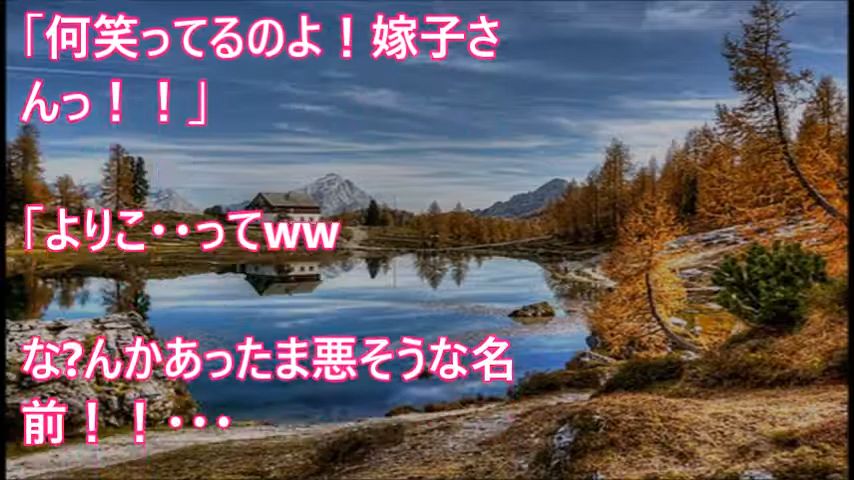 「何笑ってるのよ！嫁子さ
んっ！！」
「よりこ・・ってww
な?んかあったま悪そうな名
前！！・・・